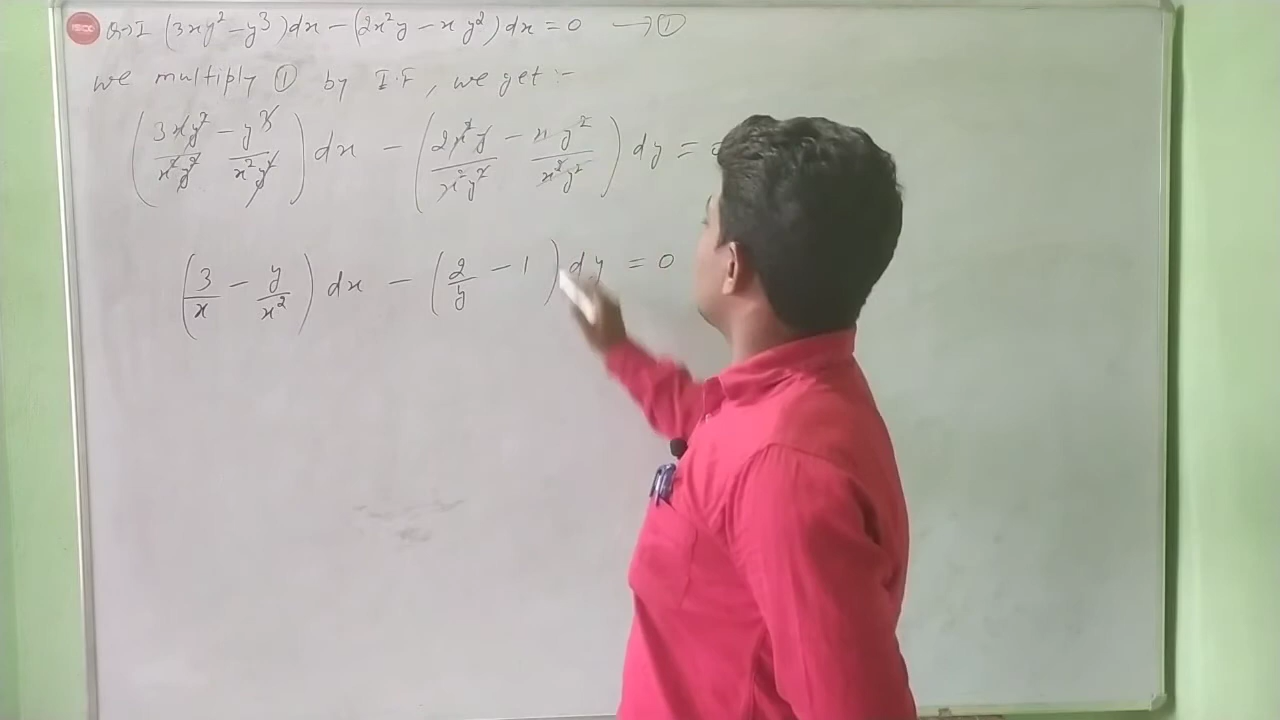 Q→1 (3xy² - y³)dx - (2x²y - xy²)dx = 0 → ①
we multiply ① by I.F, we get :-
(3xy²/x²y² - y³/x²y²) dx - (2x²y/x²y² - xy²/x²y²) dy =
(3/x - y/x²) dx - (2/y - 1) dy = 0